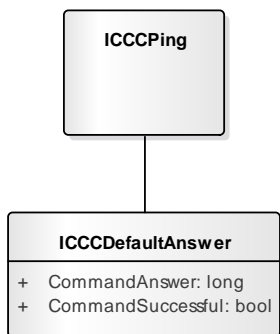 ICCCPing
ICCCDefaultAnswer
+ CommandAnswer: long
+ CommandSuccessful: bool